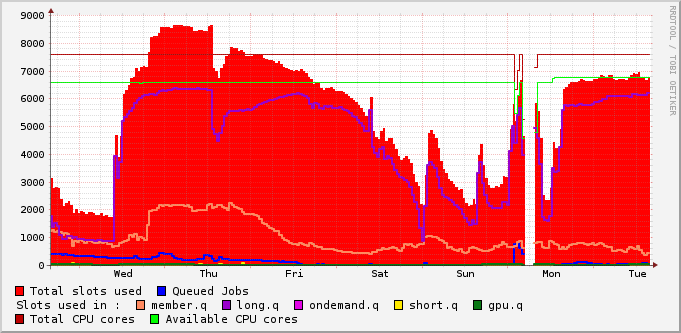 9000
8000
7000
6000
5000
4000
3000
2000
1000
0
Wed Thu Fri Sat Sun Mon Tue
RRDTOOL / TOBI OETIKER
Total slots used Queued Jobs
Slots used in : member.q long.q ondemand.q short.q gpu.q
Total CPU cores Available CPU cores